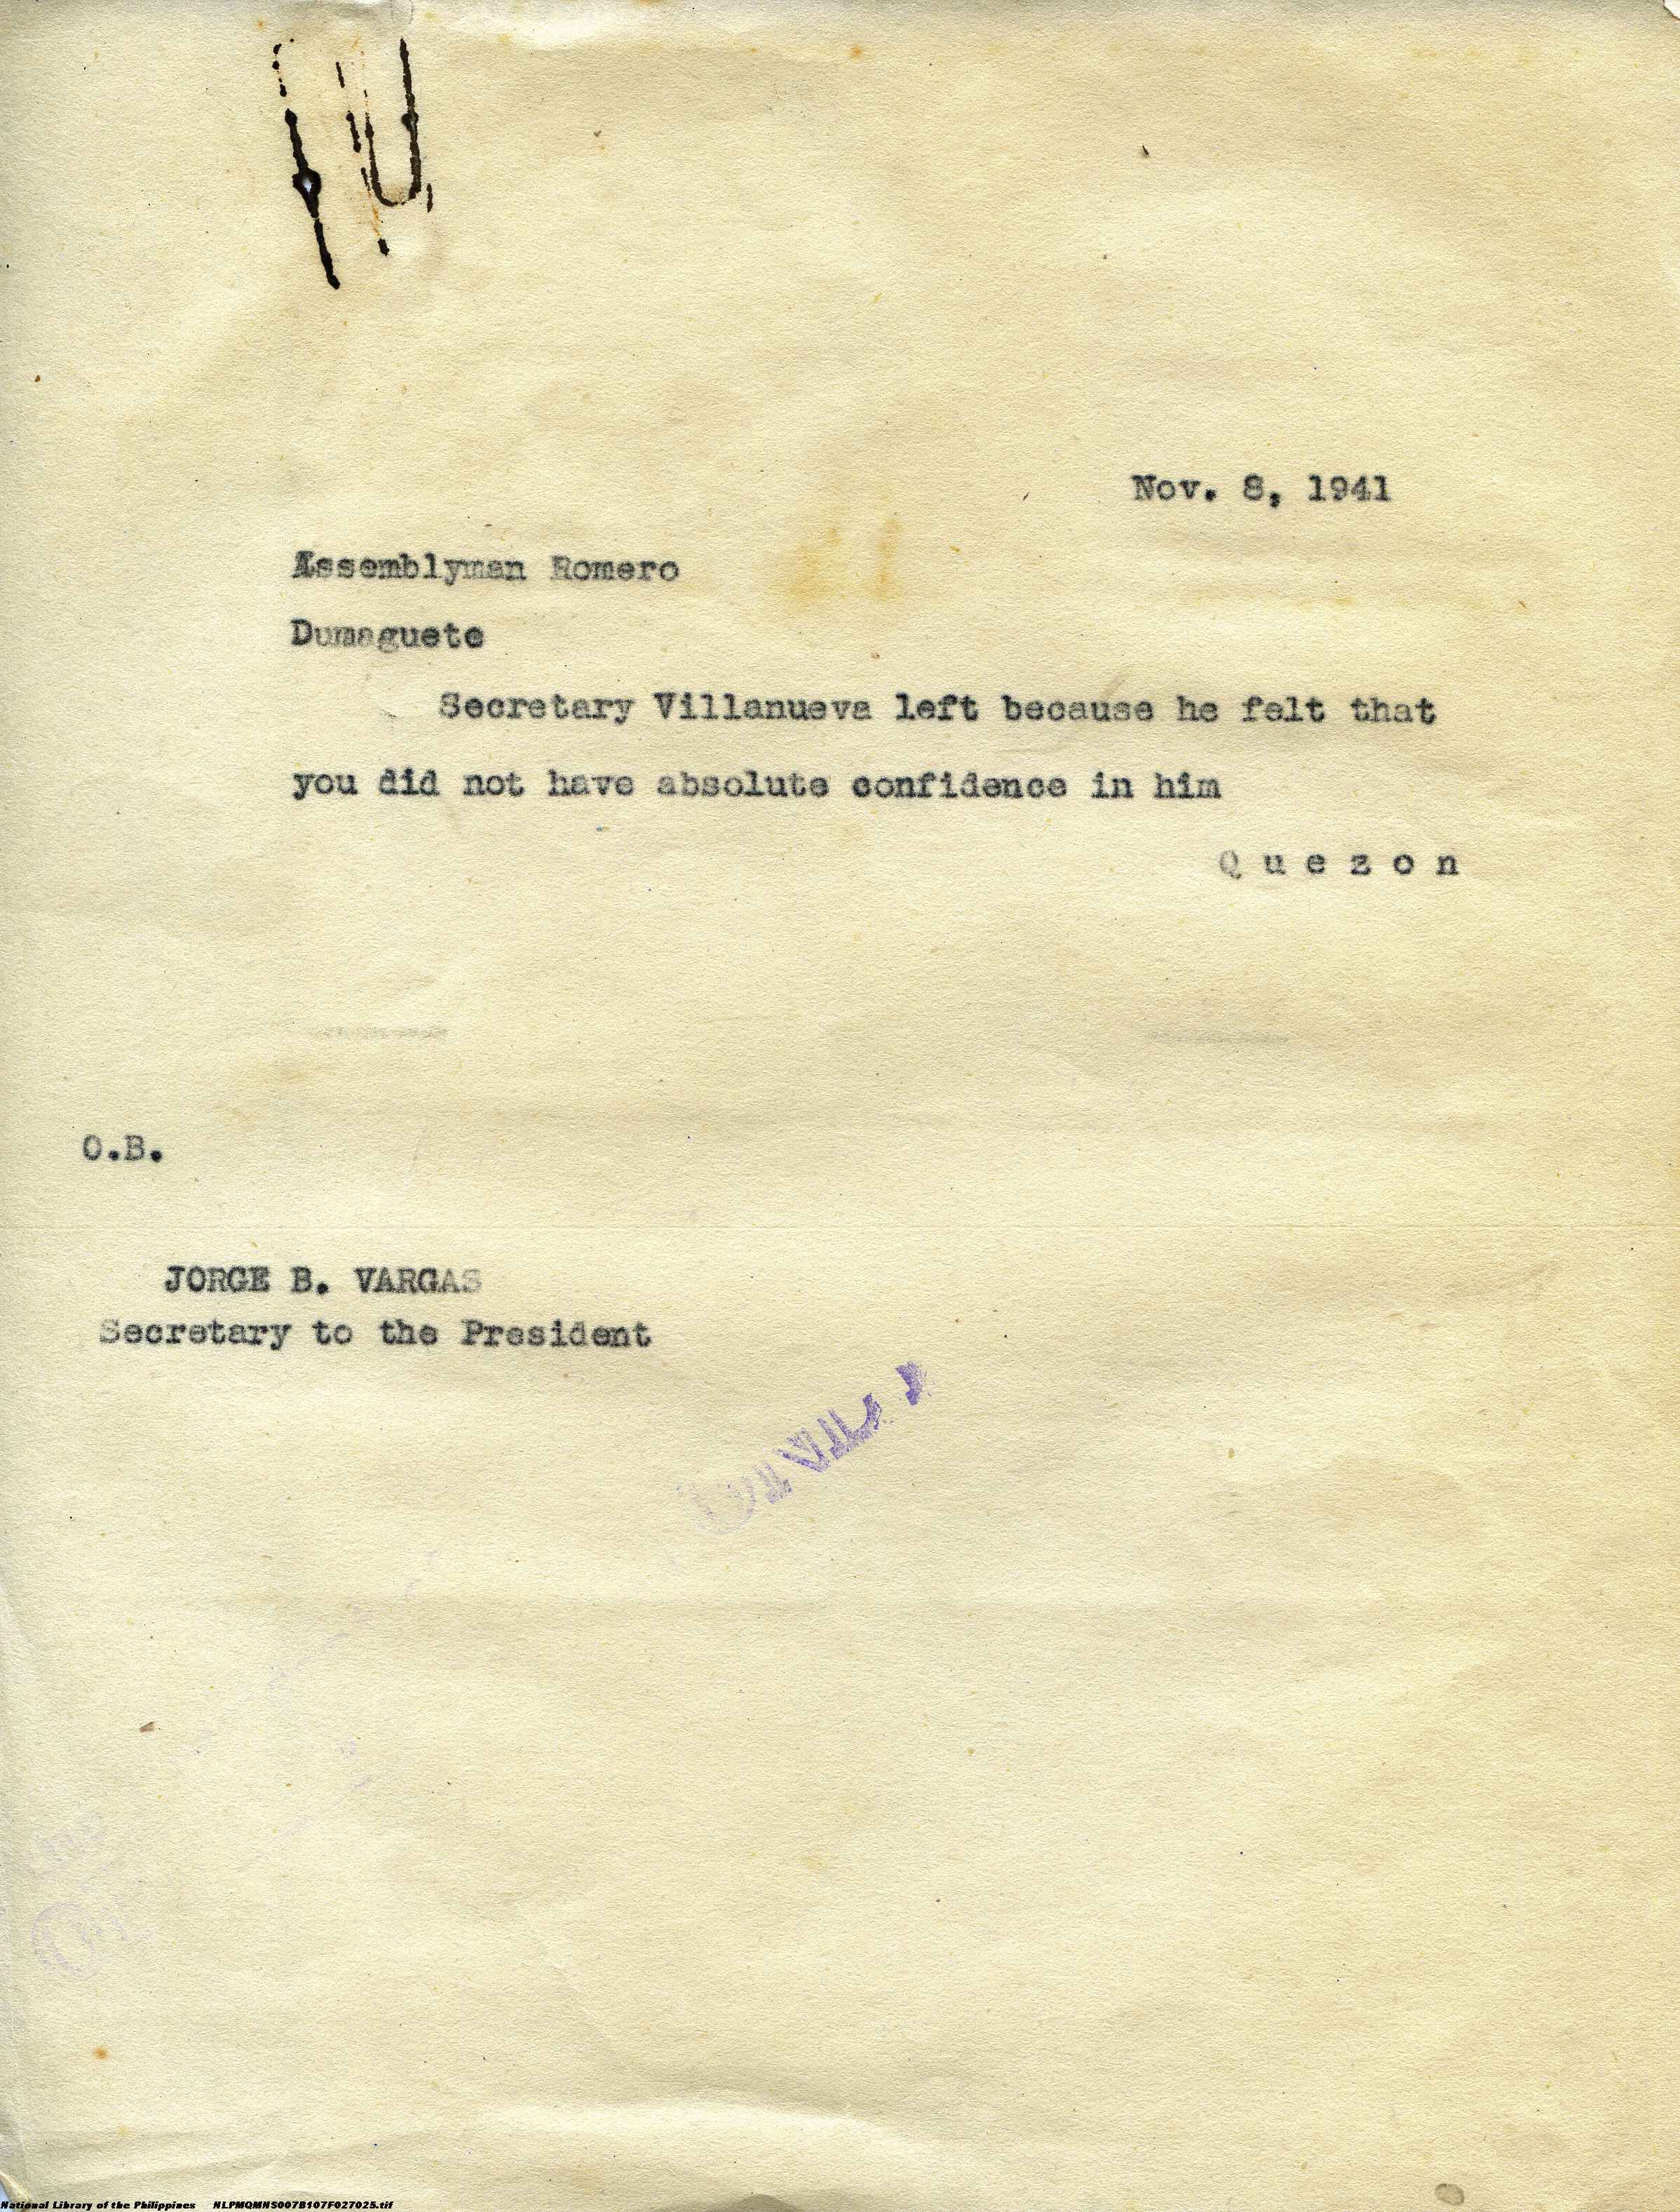 Nov. 8, 1941
Assemblyman Romero
Dumaguete
Secretary Villanueva left because he felt that
you did not have absolute confidence in him
Q u e z o n
O.B.
JORGE B. VARGAS
Secretary to the President
National Library of the Philippines NLPMQMNS007B107F027025.tif